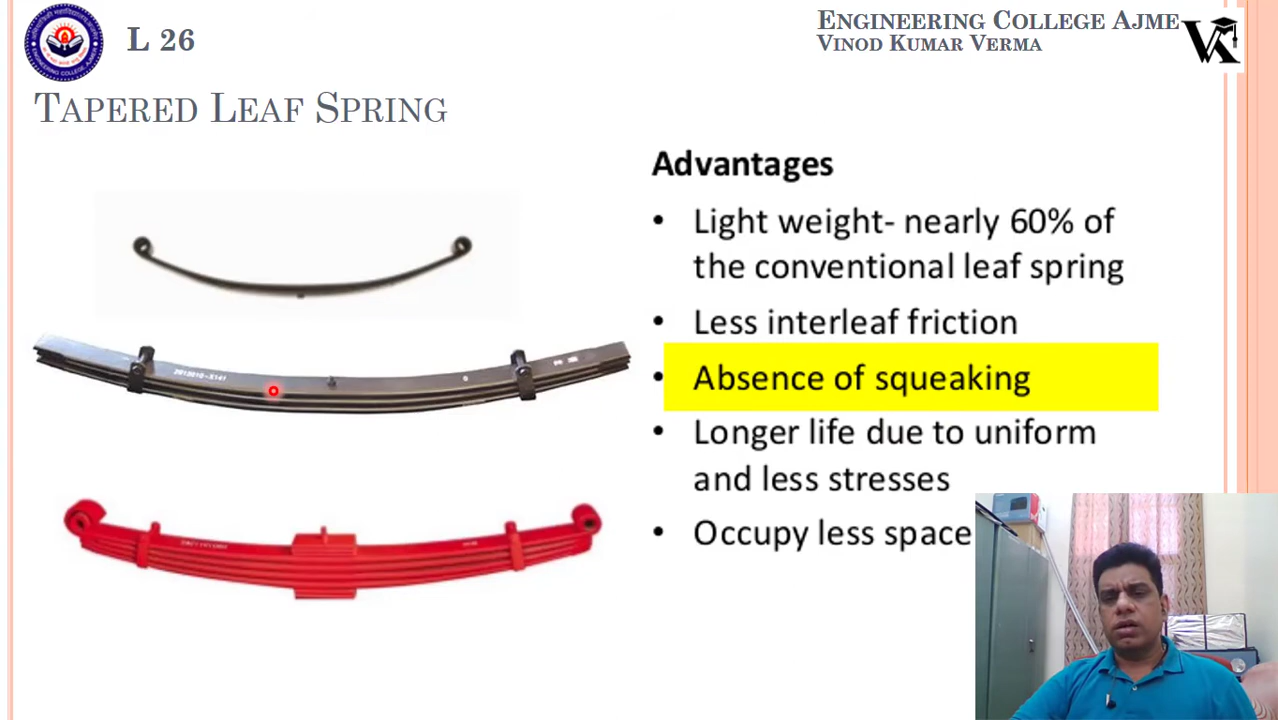 L 26
ENGINEERING COLLEGE AJME
VINOD KUMAR VERMA
TAPERED LEAF SPRING
Advantages
• Light weight- nearly 60% of
the conventional leaf spring
• Less interleaf friction
• Absence of squeaking
• Longer life due to uniform
and less stresses
• Occupy less space